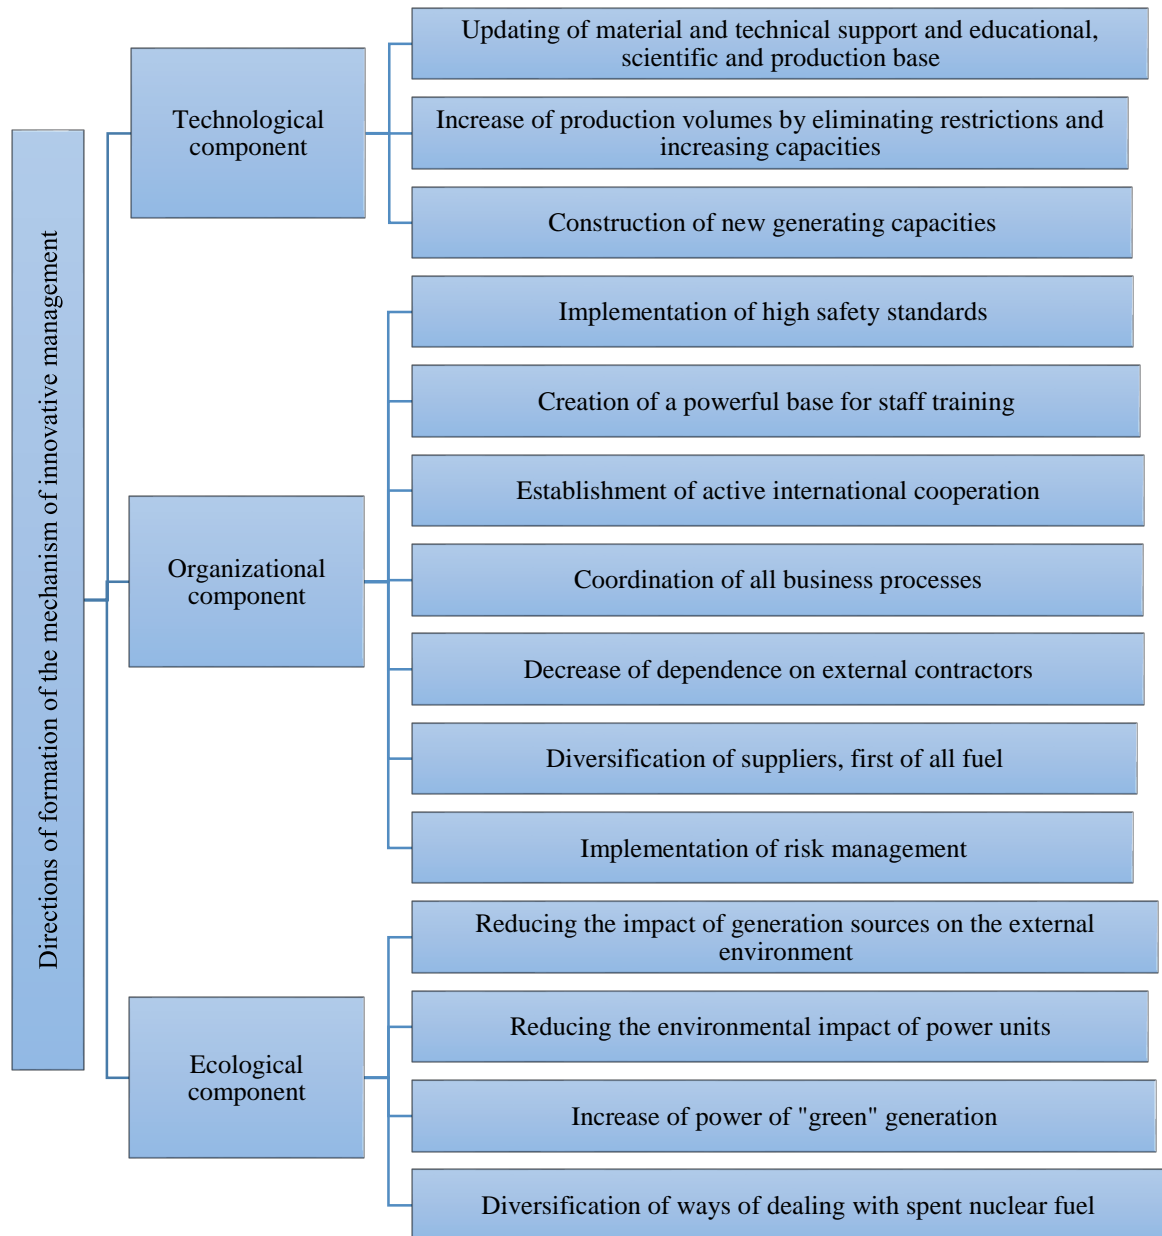 Directions of formation of the mechanism of innovative management
Technological
component
Updating of material and technical support and educational,
scientific and production base
Increase of production volumes by eliminating restrictions and
increasing capacities
Construction of new generating capacities
Organizational
component
Implementation of high safety standards
Creation of a powerful base for staff training
Establishment of active international cooperation
Coordination of all business processes
Decrease of dependence on external contractors
Diversification of suppliers, first of all fuel
Implementation of risk management
Ecological
component
Reducing the impact of generation sources on the external
environment
Reducing the environmental impact of power units
Increase of power of "green" generation
Diversification of ways of dealing with spent nuclear fuel